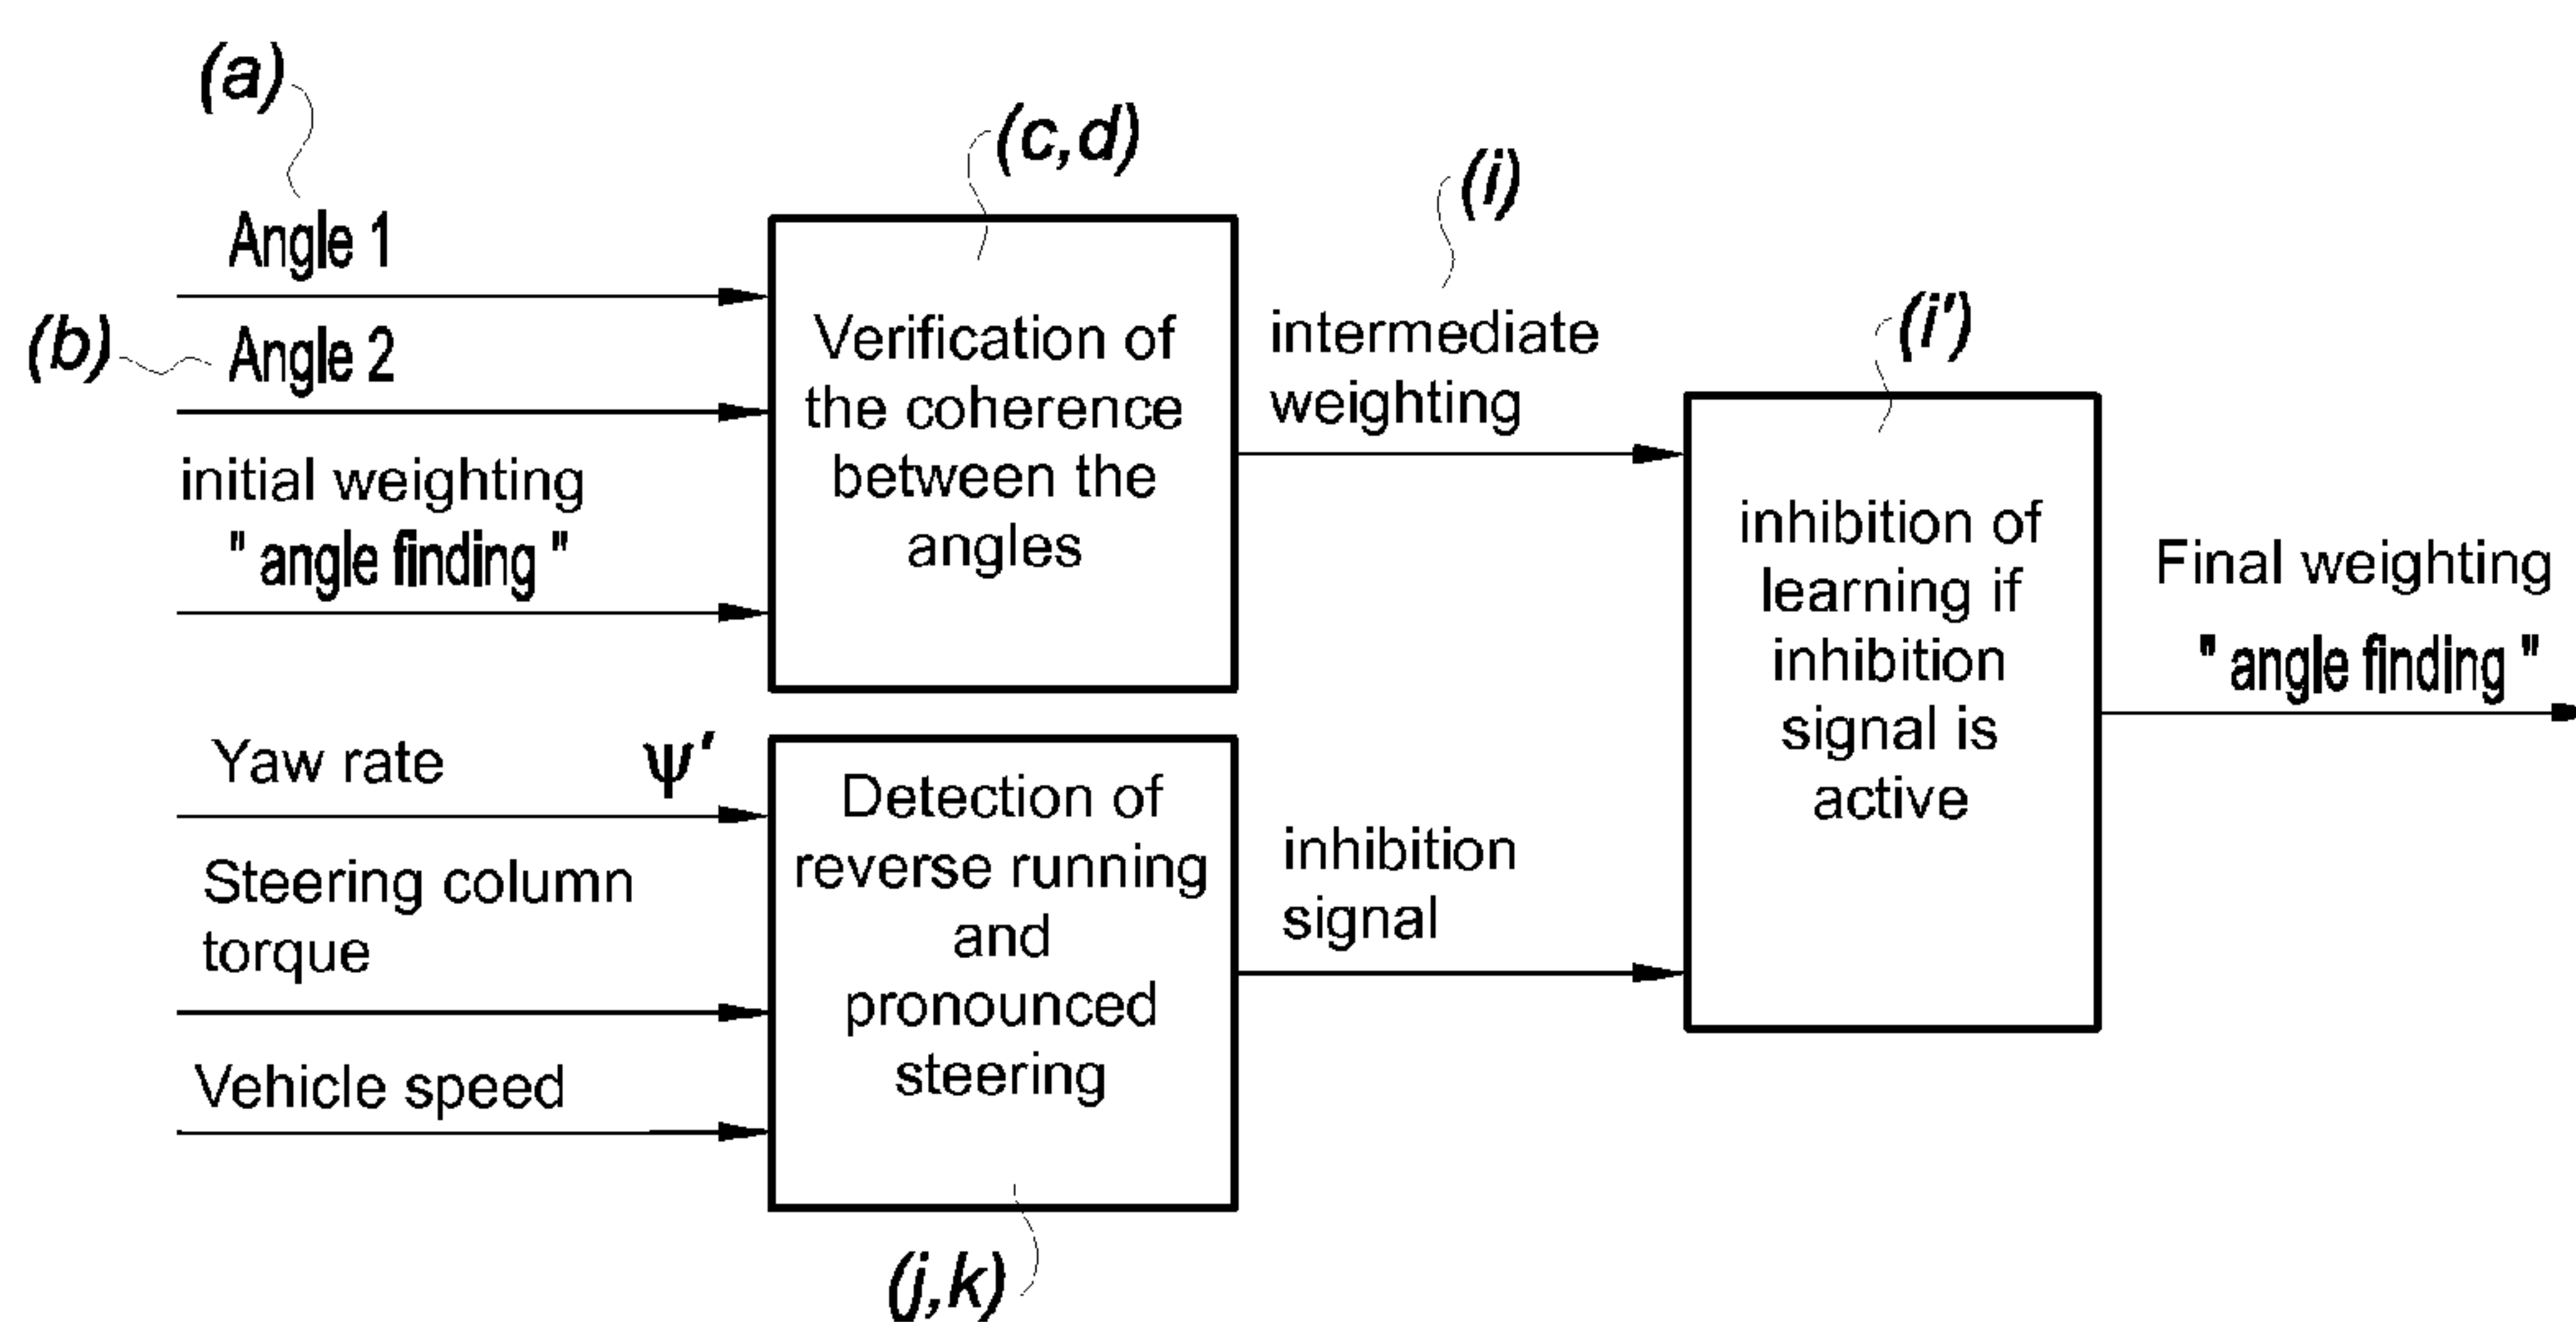 (a)
(c,d)
(i)
Angle 1
(b)
Angle 2
initial weighting
" angle finding "
Verification of
the coherence
between the
angles
intermediate
weighting
(i')
inhibition of
learning if
inhibition
signal is
active
Final weighting
" angle finding "
Yaw rate ψ'
Steering column
torque
Vehicle speed
Detection of
reverse running
and
pronounced
steering
inhibition
signal
(j,k)